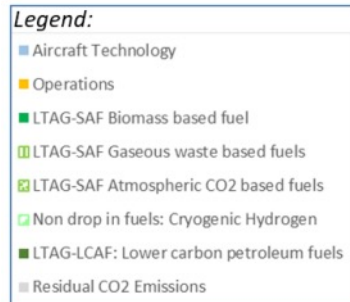 Legend:
Aircraft Technology
Operations
LTAG-SAF Biomass based fuel
LTAG-SAF Gaseous waste based fuels
LTAG-SAF Atmospheric CO2 based fuels
Non drop in fuels: Cryogenic Hydrogen
LTAG-LCAF: Lower carbon petroleum fuels
Residual CO2 Emissions